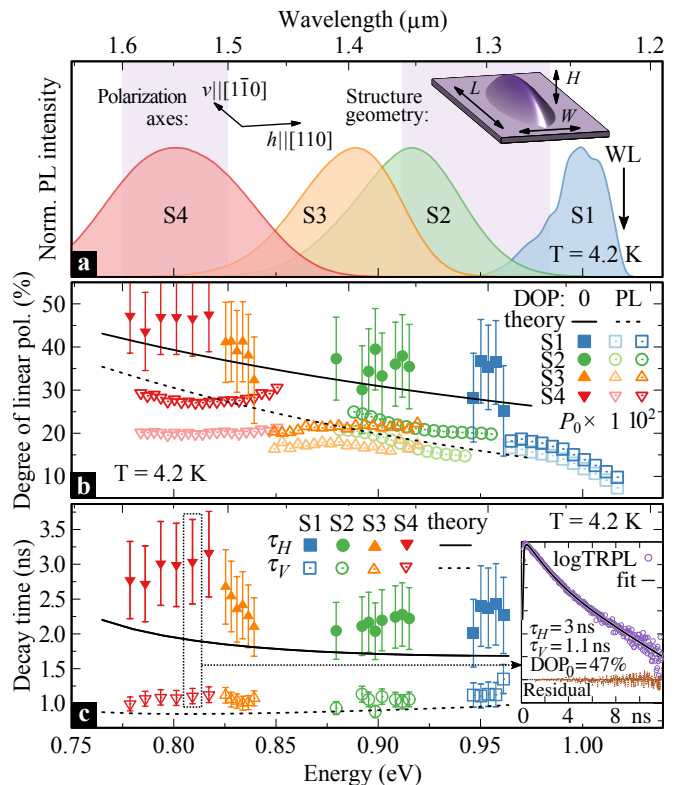 Wavelength (μm)
1.6 1.5 1.4 1.3 1.2
Norm. PL intensity
Polarization axes:
v||[11̄0]
h||[110]
Structure geometry:
L
W
H
WL
S4 S3 S2 S1
T = 4.2 K
a
Degree of linear pol. (%)
50
40
30
20
10
DOP: 0 PL
theory
S1
S2
S3
S4
P₀× 1 10²
T = 4.2 K
b
Decay time (ns)
3.5
3.0
2.5
2.0
1.5
1.0
S1 S2 S3 S4 theory
τ_H
τ_V
T = 4.2 K
logTRPL
fit
τ_H = 3 ns
τ_V = 1.1 ns
DOP₀ = 47%
Residual
0 4 8 ns
c
0.75 0.80 0.85 0.90 0.95 1.00
Energy (eV)